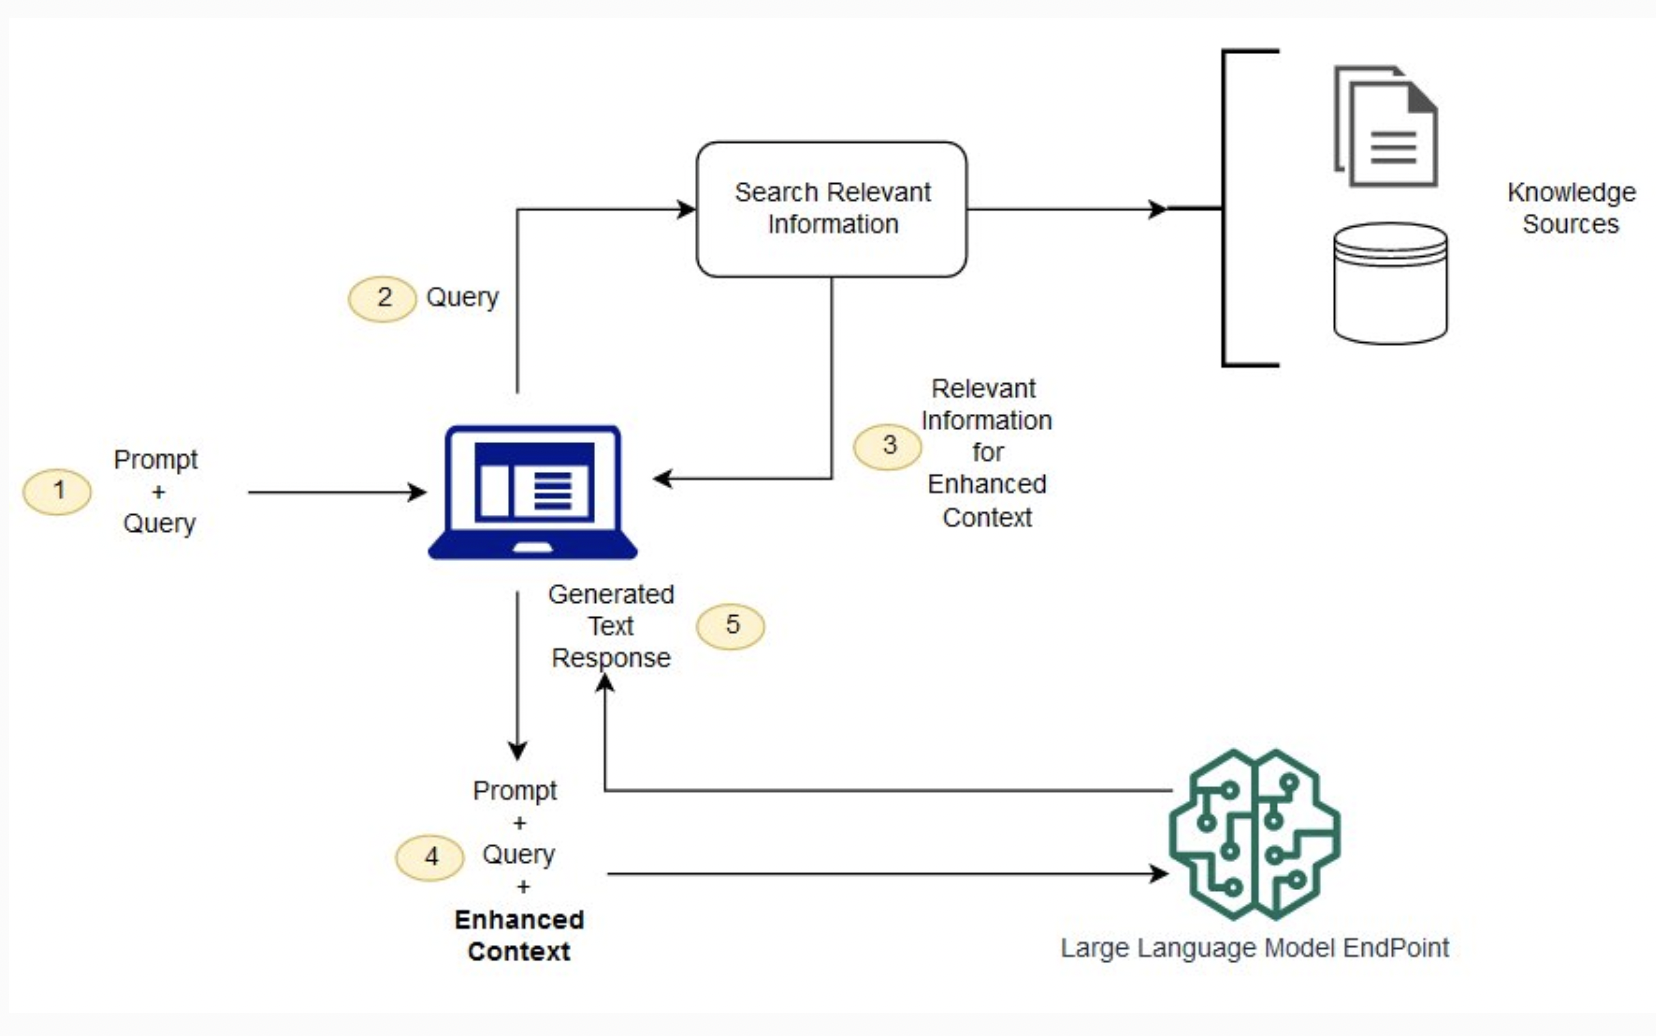 Search Relevant
Information
Knowledge
Sources
2 Query
Relevant
Information
for
Enhanced
Context
3
1
Prompt
+
Query
Generated
Text
Response
5
Prompt
+
Query
+
Enhanced
Context
4
Large Language Model EndPoint